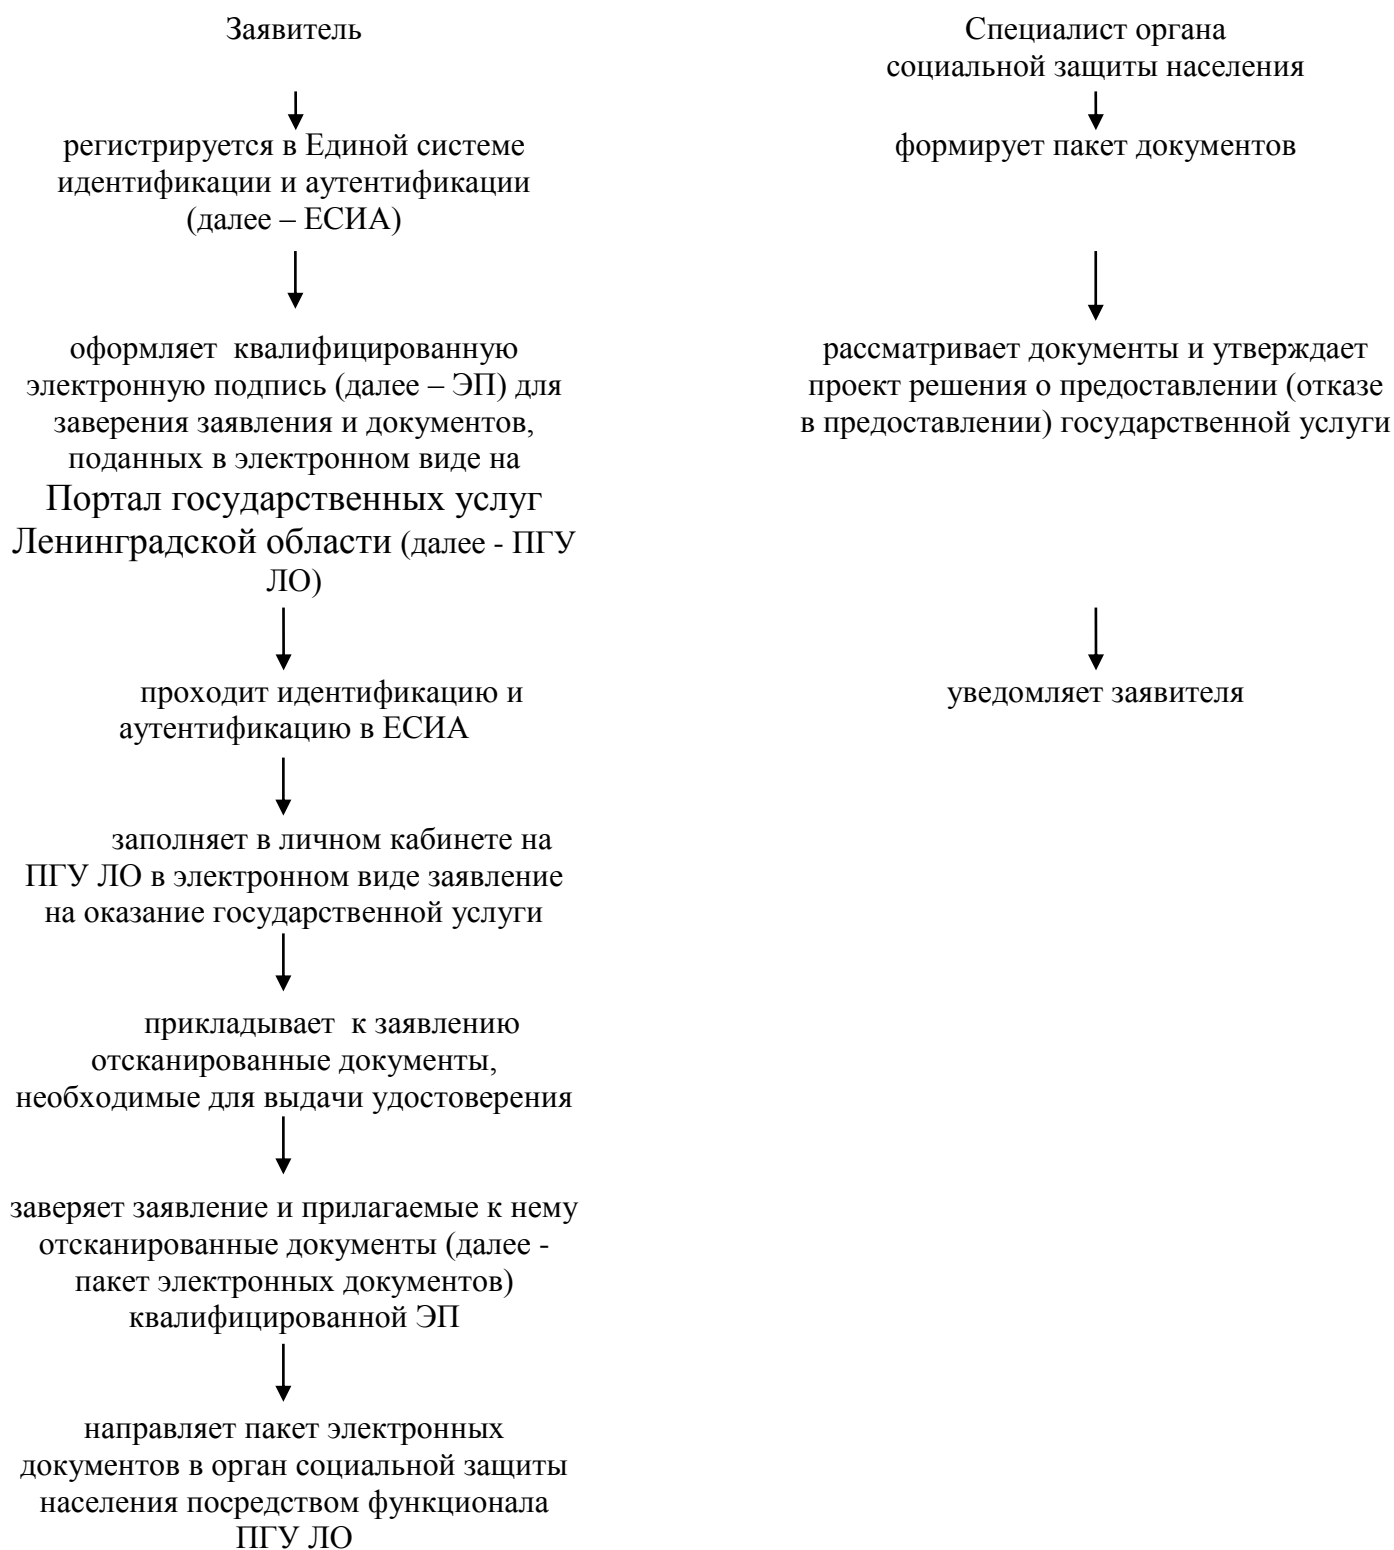 Заявитель
регистрируется в Единой системе
идентификации и аутентификации
(далее – ЕСИА)
оформляет квалифицированную
электронную подпись (далее – ЭП) для
заверения заявления и документов,
поданных в электронном виде на
Портал государственных услуг
Ленинградской области (далее - ПГУ
ЛО)
проходит идентификацию и
аутентификацию в ЕСИА
заполняет в личном кабинете на
ПГУ ЛО в электронном виде заявление
на оказание государственной услуги
прикладывает к заявлению
отсканированные документы,
необходимые для выдачи удостоверения
заверяет заявление и прилагаемые к нему
отсканированные документы (далее -
пакет электронных документов)
квалифицированной ЭП
направляет пакет электронных
документов в орган социальной защиты
населения посредством функционала
ПГУ ЛО
Специалист органа
социальной защиты населения
формирует пакет документов
рассматривает документы и утверждает
проект решения о предоставлении (отказе
в предоставлении) государственной услуги
уведомляет заявителя